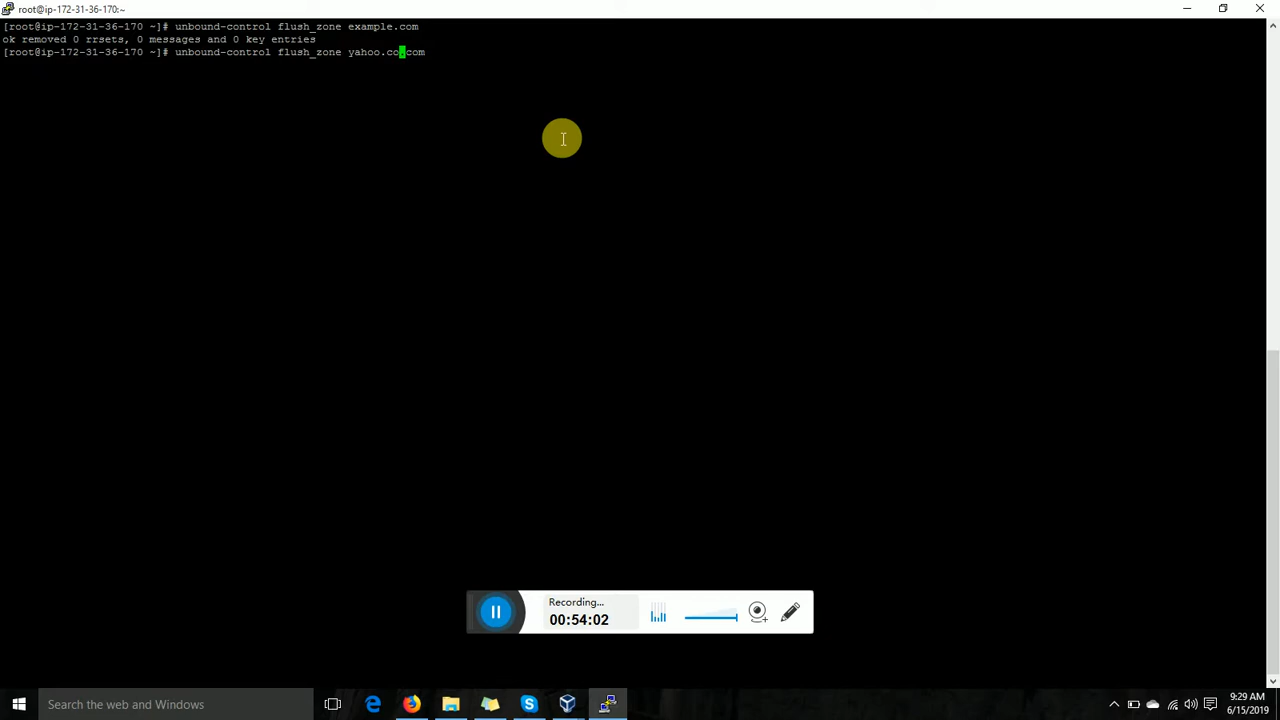 root@ip-172-31-36-170:~
[root@ip-172-31-36-170 ~]# unbound-control flush_zone example.com
ok removed 0 rrsets, 0 messages and 0 key entries
[root@ip-172-31-36-170 ~]# unbound-control flush_zone yahoo.co.com
Recording...
00:54:02
Search the web and Windows
9:29 AM
6/15/2019